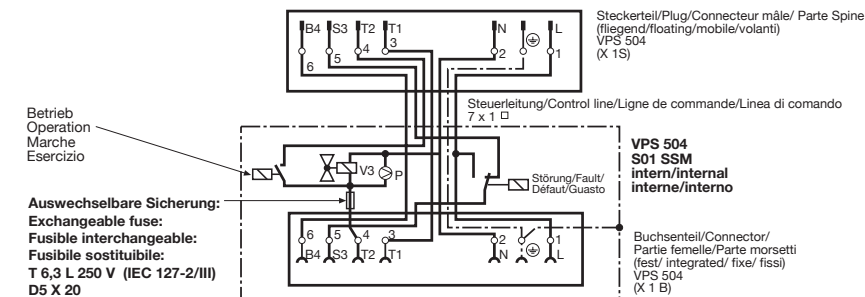 B4 S3 T2 T1 N L
6 5 4 3 2 1
Steckerteil/Plug/Connecteur mâle/ Parte Spine
(fliegend/floating/mobile/volanti)
VPS 504
(X 1S)
Steuerleitung/Control line/Ligne de commande/Linea di comando
7 x 1
Betrieb
Operation
Marche
Esercizio
V3 P
Störung/Fault/
Défaut/Guasto
VPS 504
S01 SSM
intern/internal
interne/interno
Auswechselbare Sicherung:
Exchangeable fuse:
Fusible interchangeable:
Fusibile sostituibile:
T 6,3 L 250 V (IEC 127-2/III)
D5 X 20
6 5 4 3 2 1
B4 S3 T2 T1 N L
Buchsenteil/Connector/
Partie femelle/Parte morsetti
(fest/ integrated/ fixe/ fissi)
VPS 504
(X 1 B)